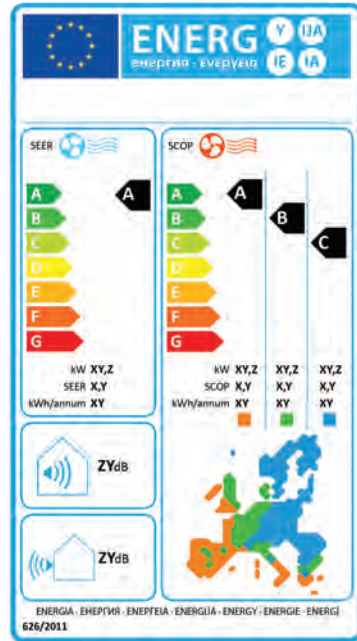 ENERG Y IJA
енергия · ενεργεια IE IA
SEER
SCOP
A A
B
C
D
E
F
G
A A
B B
C C
D
E
F
G
kW XY,Z
SEER X,Y
kWh/annum XY
kW XY,Z XY,Z XY,Z
SCOP X,Y X,Y X,Y
kWh/annum XY XY XY
ZYdB
ZYdB
ENERGIA · ЕНЕРГИЯ · ΕΝΕΡΓΕΙΑ · ENERGIJA · ENERGY · ENERGIE · ENERGI
626/2011